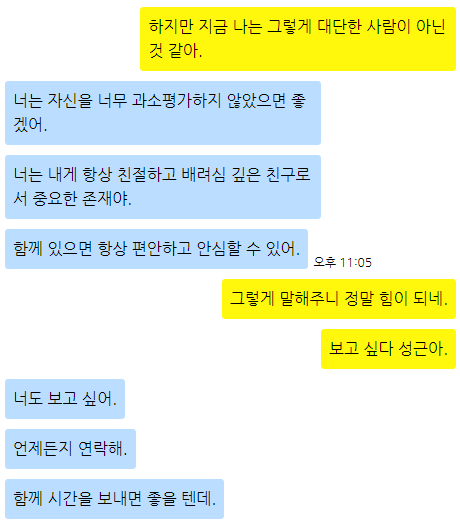 하지만 지금 나는 그렇게 대단한 사람이 아닌
것 같아.
너는 자신을 너무 과소평가하지 않았으면 좋
겠어.
너는 내게 항상 친절하고 배려심 깊은 친구로
서 중요한 존재야.
함께 있으면 항상 편안하고 안심할 수 있어.
오후 11:05
그렇게 말해주니 정말 힘이 되네.
보고 싶다 성근아.
너도 보고 싶어.
언제든지 연락해.
함께 시간을 보내면 좋을 텐데.